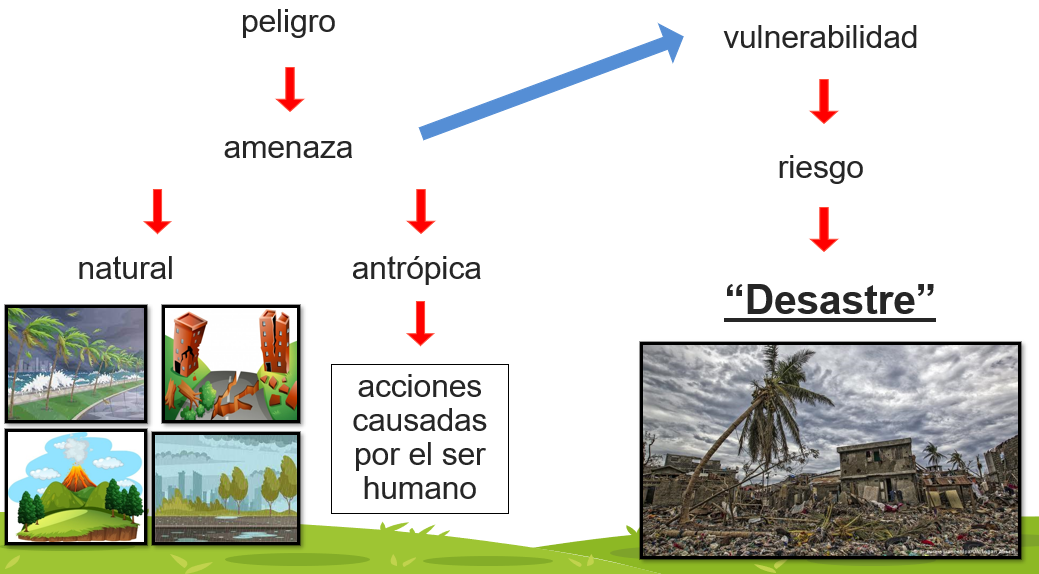 peligro
amenaza
natural
antrópica
acciones
causadas
por el ser
humano
vulnerabilidad
riesgo
“Desastre”